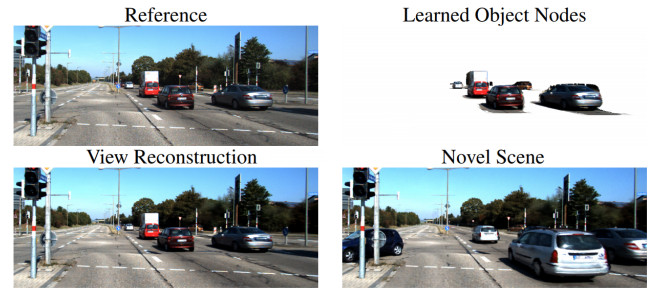 Reference
Learned Object Nodes
View Reconstruction
Novel Scene